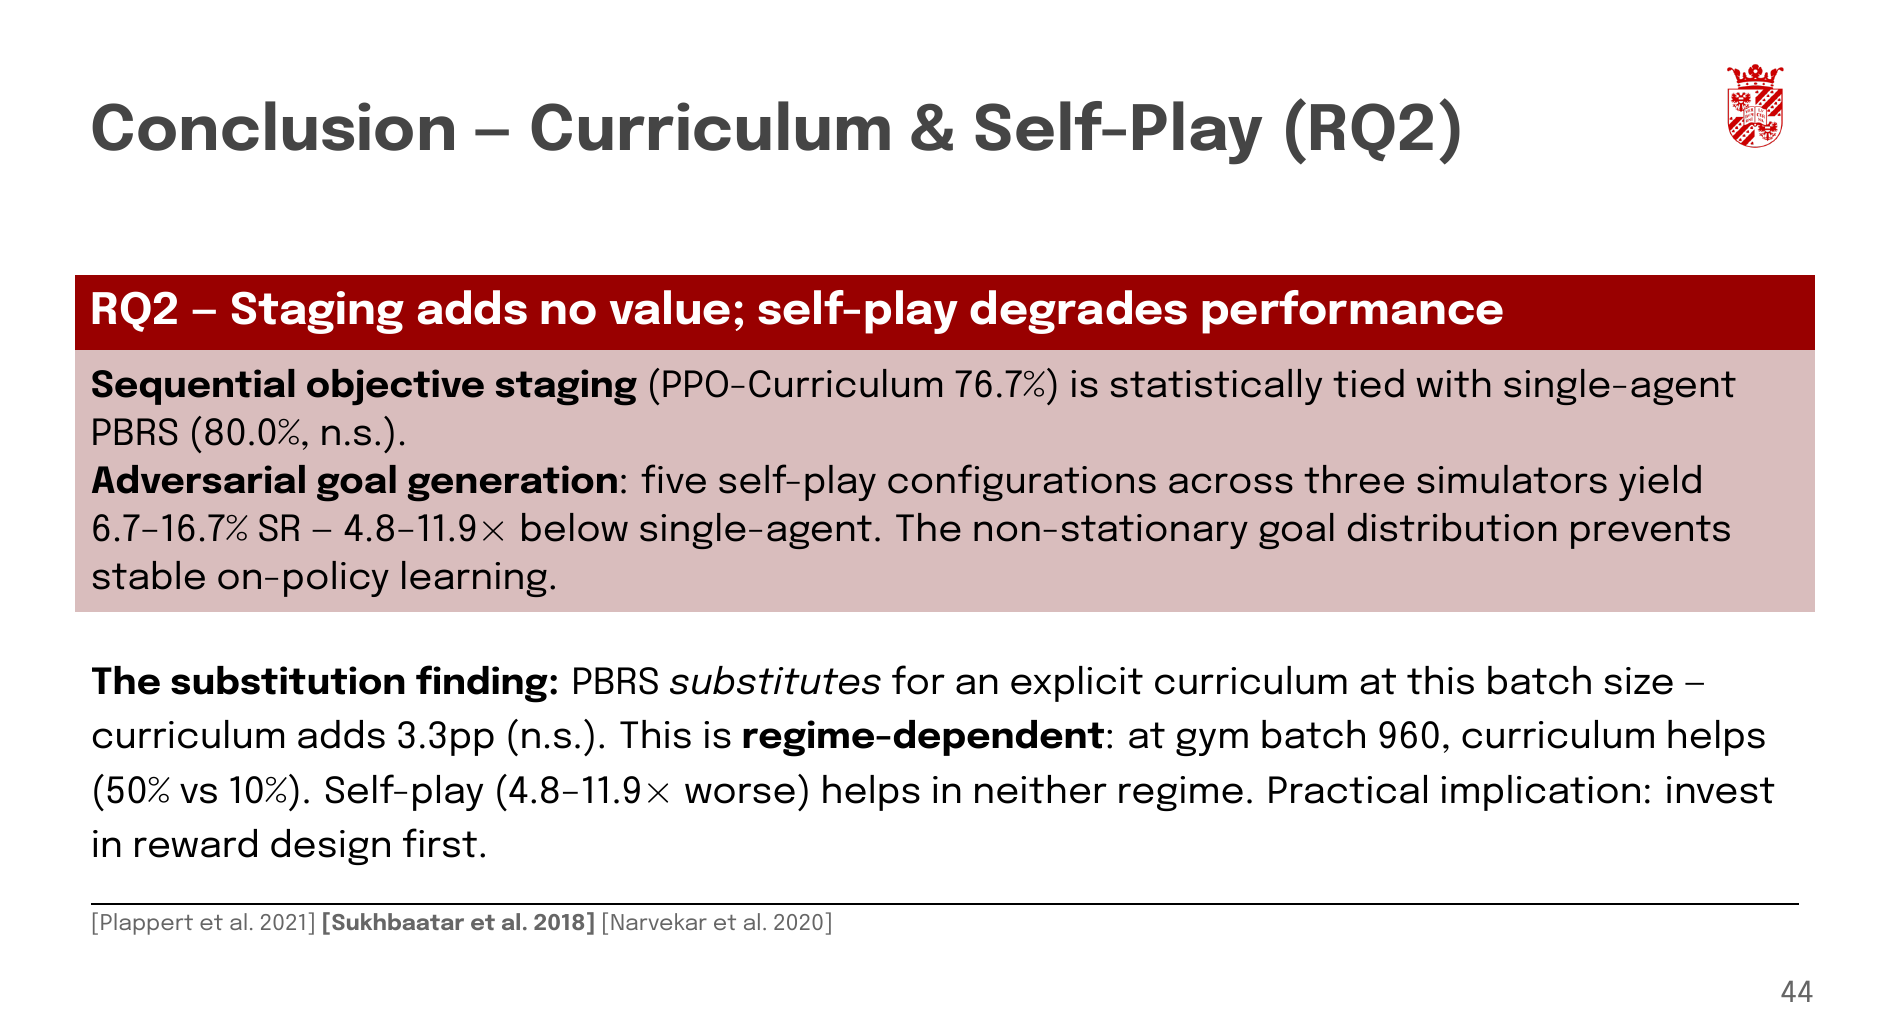 Conclusion – Curriculum & Self-Play (RQ2)
RQ2 – Staging adds no value; self-play degrades performance
Sequential objective staging (PPO-Curriculum 76.7%) is statistically tied with single-agent
PBRS (80.0%, n.s.).
Adversarial goal generation: five self-play configurations across three simulators yield
6.7–16.7% SR – 4.8–11.9× below single-agent. The non-stationary goal distribution prevents
stable on-policy learning.
The substitution finding: PBRS substitutes for an explicit curriculum at this batch size –
curriculum adds 3.3pp (n.s.). This is regime-dependent: at gym batch 960, curriculum helps
(50% vs 10%). Self-play (4.8–11.9× worse) helps in neither regime. Practical implication: invest
in reward design first.
[Plappert et al. 2021] [Sukhbaatar et al. 2018] [Narvekar et al. 2020]
44